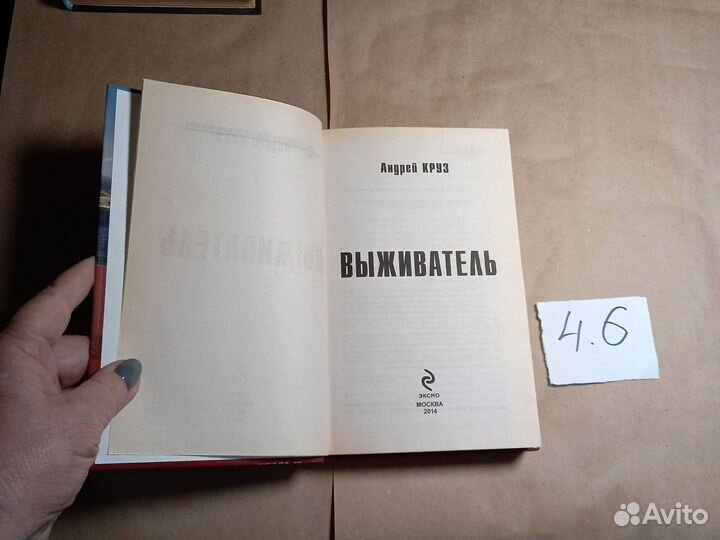 Андрей КРУЗ
ВЫЖИВАТЕЛЬ
ЭКСМО
МОСКВА
2014
4.6
Avito